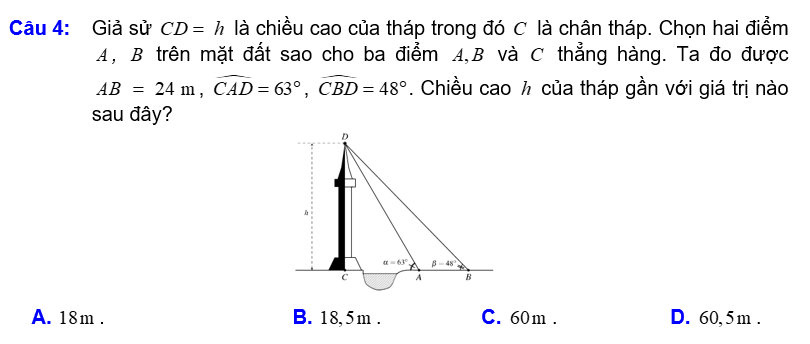 Câu 4: Giả sử CD = h là chiều cao của tháp trong đó C là chân tháp. Chọn hai điểm
A, B trên mặt đất sao cho ba điểm A,B và C thẳng hàng. Ta đo được
AB = 24 m, \widehat{CAD} = 63°, \widehat{CBD} = 48°. Chiều cao h của tháp gần với giá trị nào
sau đây?
D
h
α = 63° β − 48°
C A B
A. 18m . B. 18,5m . C. 60m . D. 60,5m .